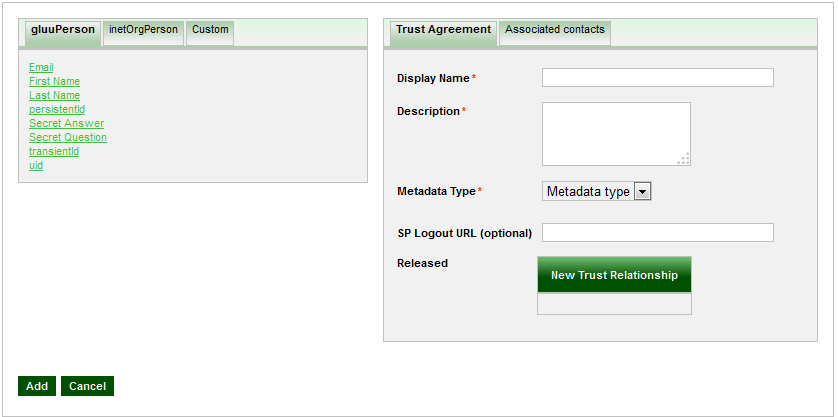 gluuPerson inetOrgPerson Custom
Email
First Name
Last Name
persistentId
Secret Answer
Secret Question
transientId
uid
Trust Agreement Associated contacts
Display Name*
Description*
Metadata Type* Metadata type
SP Logout URL (optional)
Released New Trust Relationship
Add Cancel